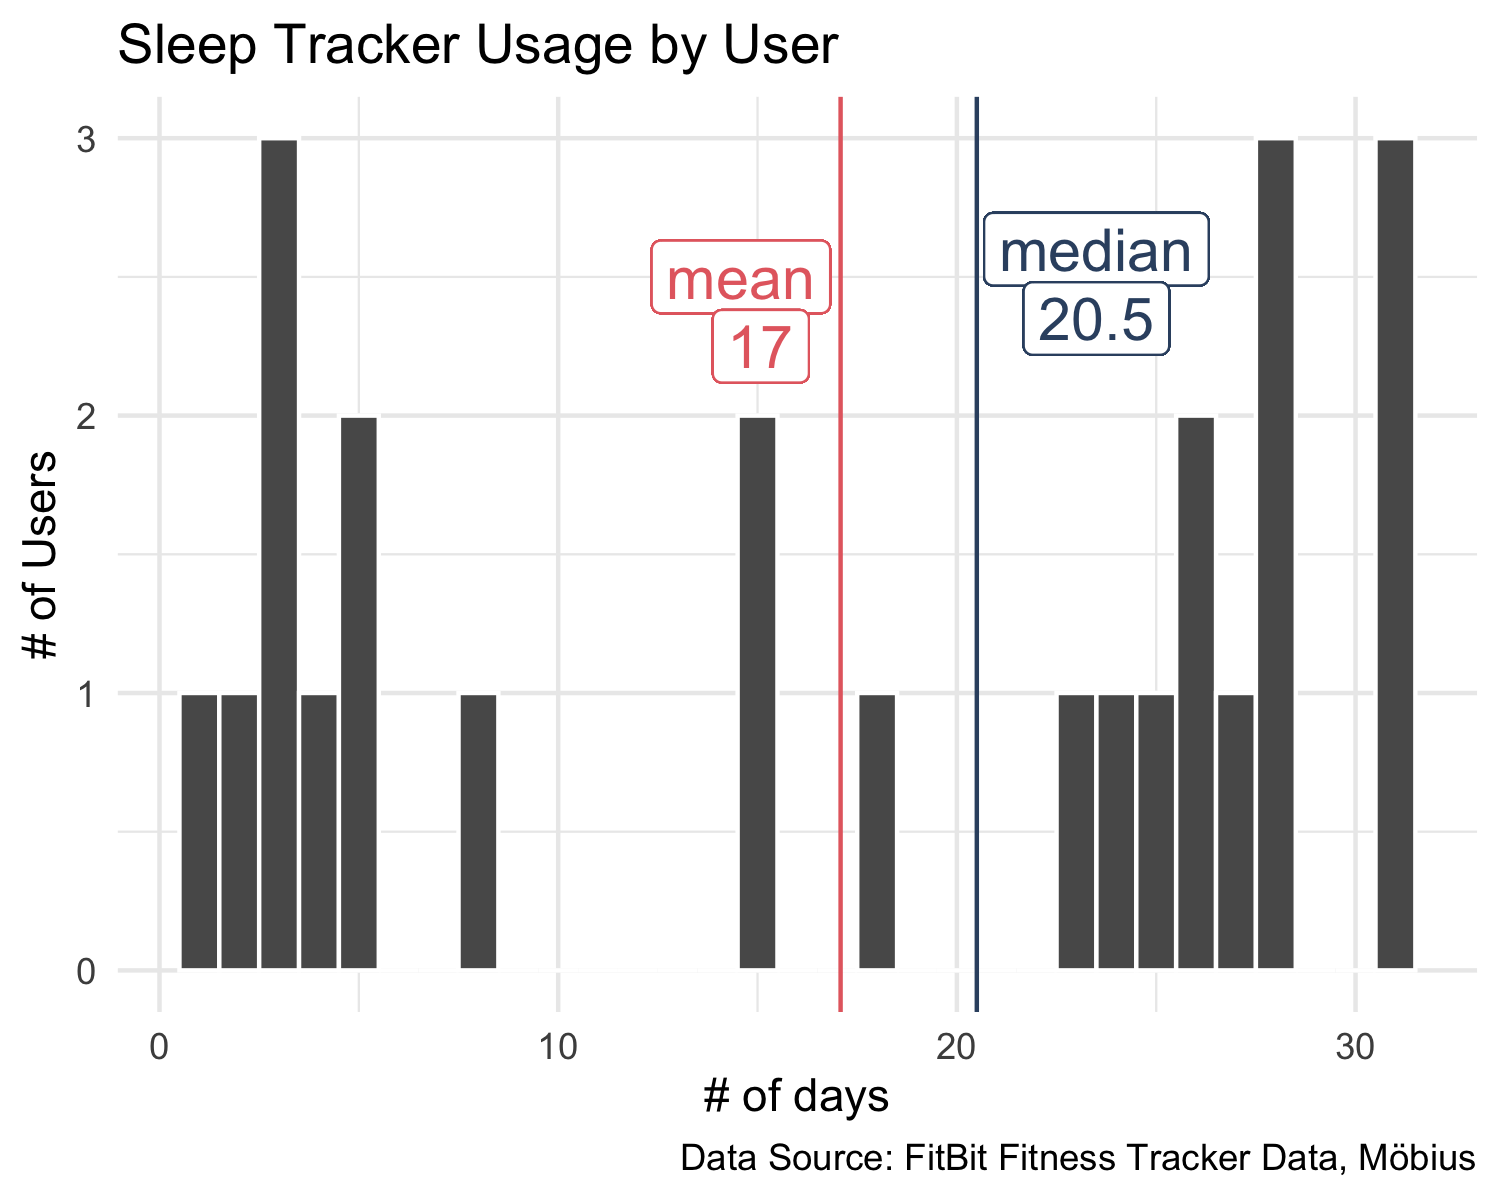 Sleep Tracker Usage by User
3
2
1
0
# of Users
mean
17
median
20.5
0 10 20 30
# of days
Data Source: FitBit Fitness Tracker Data, Möbius